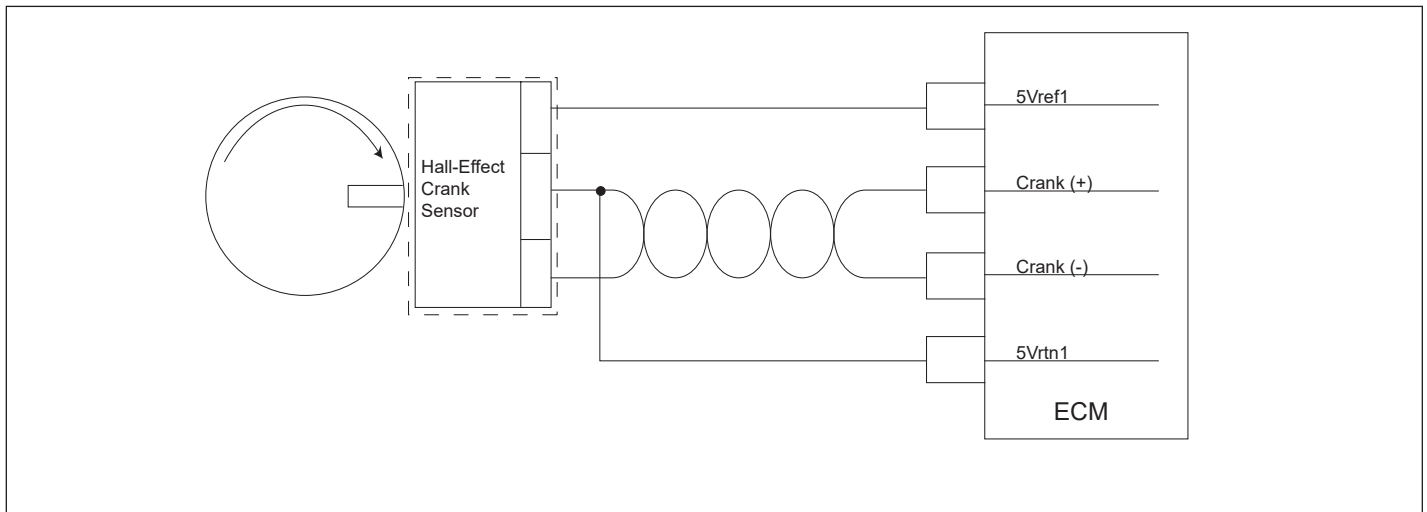 5Vref1
Hall-Effect
Crank
Sensor
Crank (+)
Crank (-)
5Vrtn1
ECM